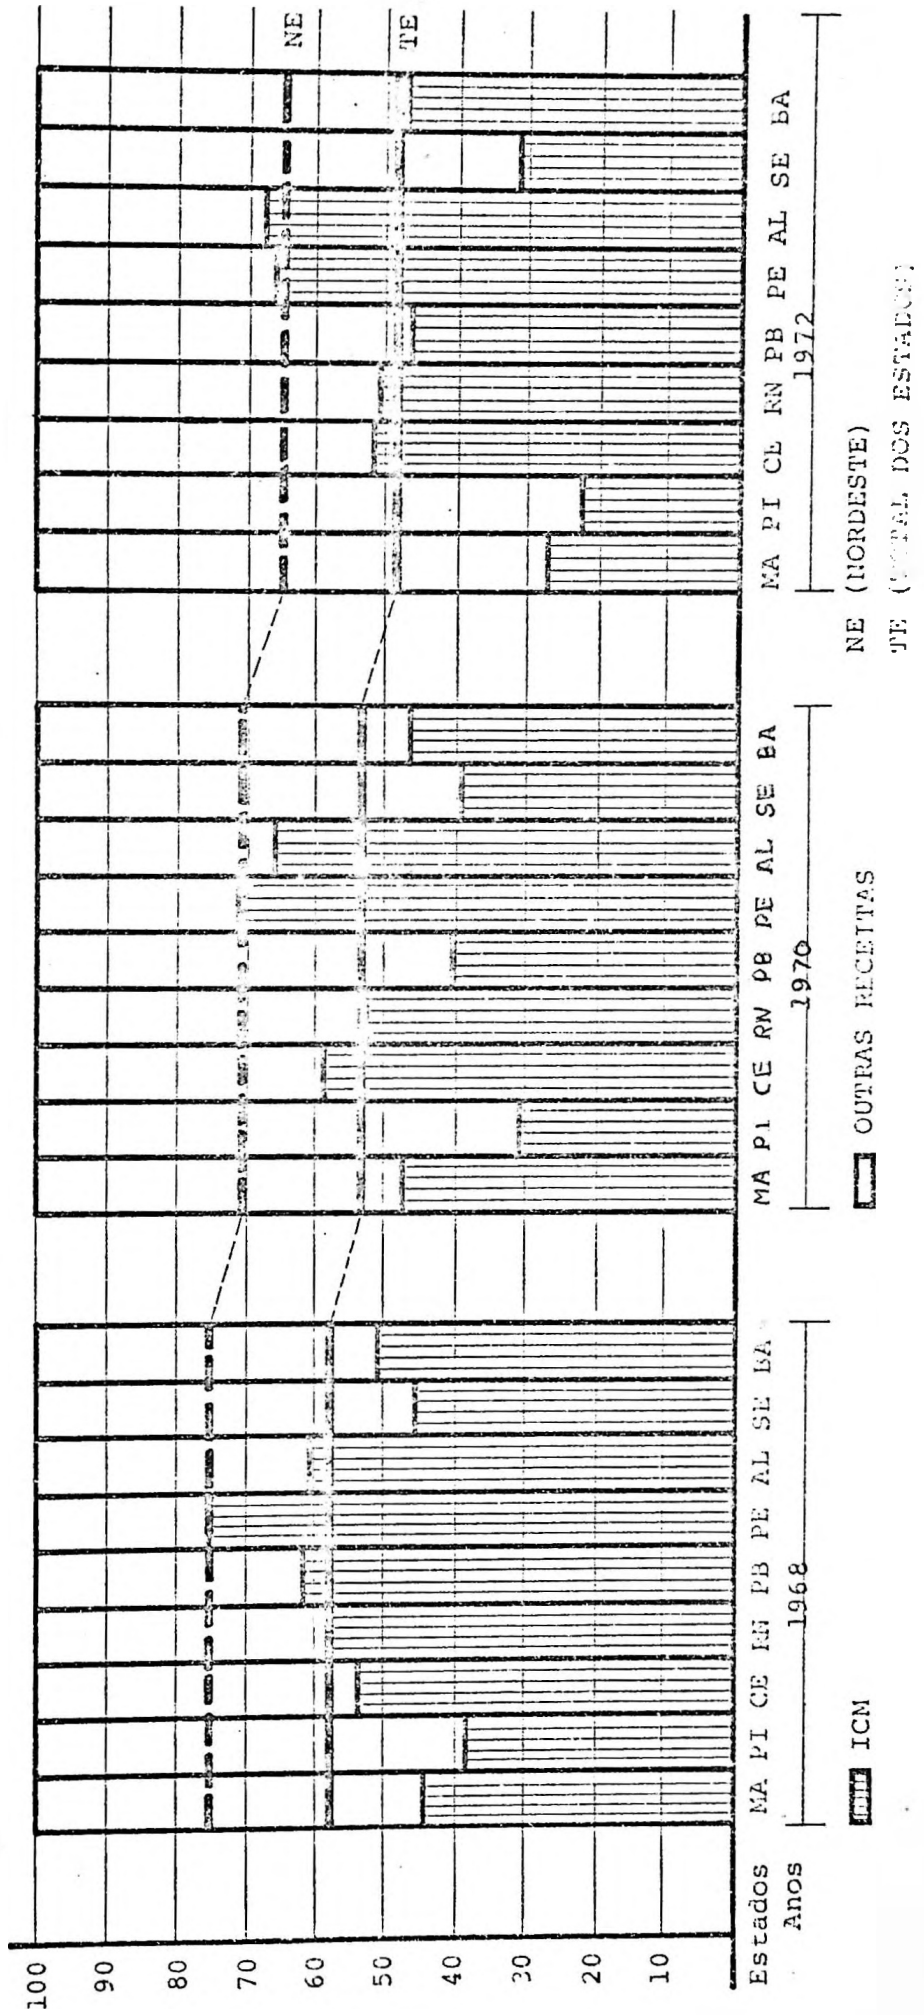 100
90
80
70
60
50
40
30
20
10
NE
TE
Estados MA PI CE RN PB PE AL SE BA MA PI CE RN PB PE AL SE BA MA PI CE RN PB PE AL SE BA
Anos 1968 1970 1972
ICM OUTRAS RECEITAS NE (NORDESTE)
TE (TOTAL DOS ESTADOS)